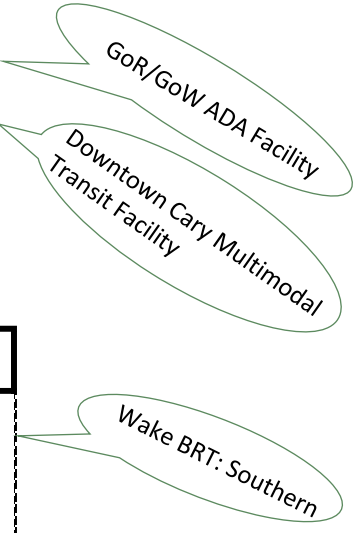 GoR/GoW ADA Facility
Downtown Cary Multimodal
Transit Facility
Wake BRT: Southern